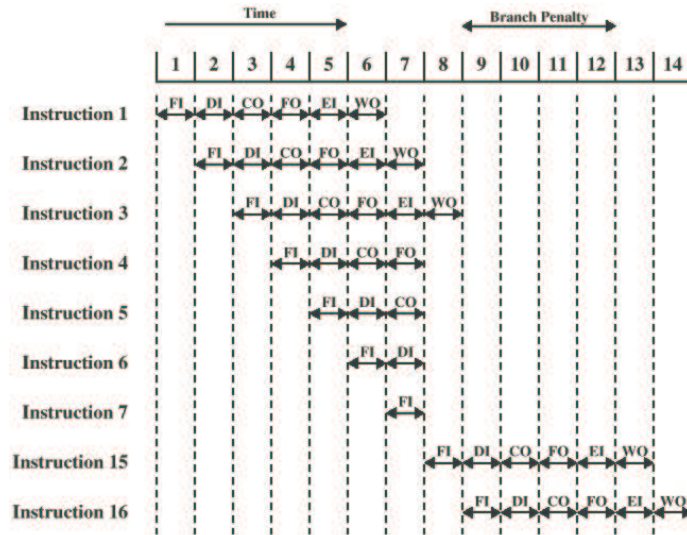 Time Branch Penalty
1 2 3 4 5 6 7 8 9 10 11 12 13 14
Instruction 1 FI DI CO FO EI WO
Instruction 2 FI DI CO FO EI WO
Instruction 3 FI DI CO FO EI WO
Instruction 4 FI DI CO FO
Instruction 5 FI DI CO
Instruction 6 FI DI
Instruction 7 FI
Instruction 15 FI DI CO FO EI WO
Instruction 16 FI DI CO FO EI WO